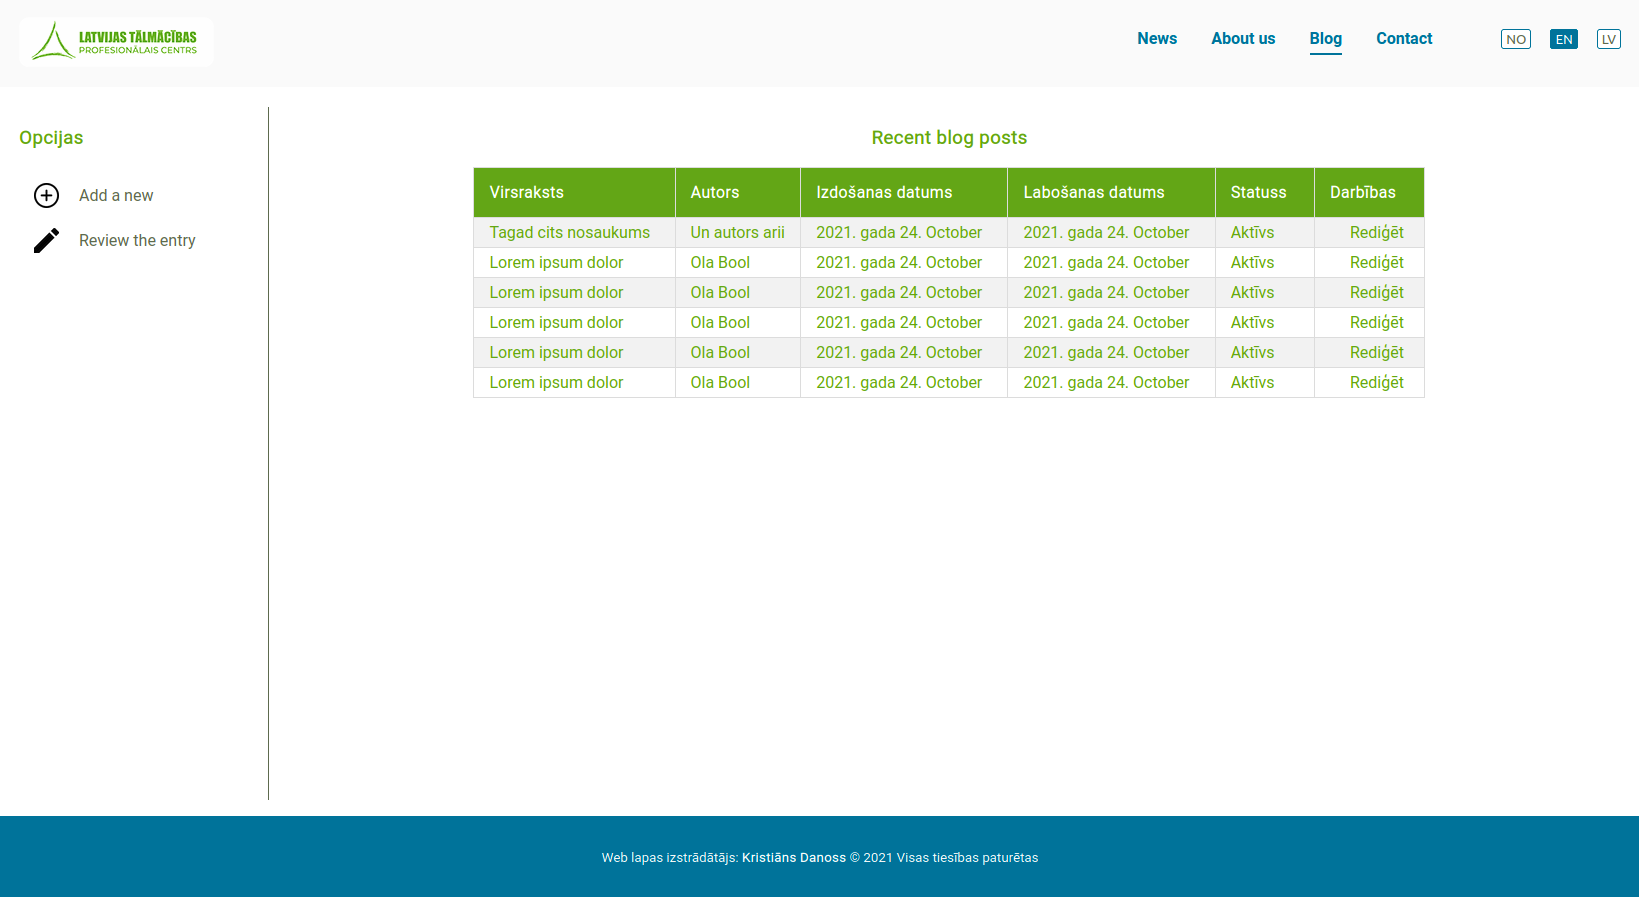 LATVIJAS TĀLMĀCĪBAS
PROFESIONĀLAIS CENTRS
News About us Blog Contact NO EN LV
Opcijas
Add a new
Review the entry
Recent blog posts
Virsraksts Autors Izdošanas datums Labošanas datums Statuss Darbības
Tagad cits nosaukums Un autors arii 2021. gada 24. October 2021. gada 24. October Aktīvs Rediģēt
Lorem ipsum dolor Ola Bool 2021. gada 24. October 2021. gada 24. October Aktīvs Rediģēt
Lorem ipsum dolor Ola Bool 2021. gada 24. October 2021. gada 24. October Aktīvs Rediģēt
Lorem ipsum dolor Ola Bool 2021. gada 24. October 2021. gada 24. October Aktīvs Rediģēt
Lorem ipsum dolor Ola Bool 2021. gada 24. October 2021. gada 24. October Aktīvs Rediģēt
Lorem ipsum dolor Ola Bool 2021. gada 24. October 2021. gada 24. October Aktīvs Rediģēt
Web lapas izstrādātājs: Kristiāns Danoss © 2021 Visas tiesības paturētas